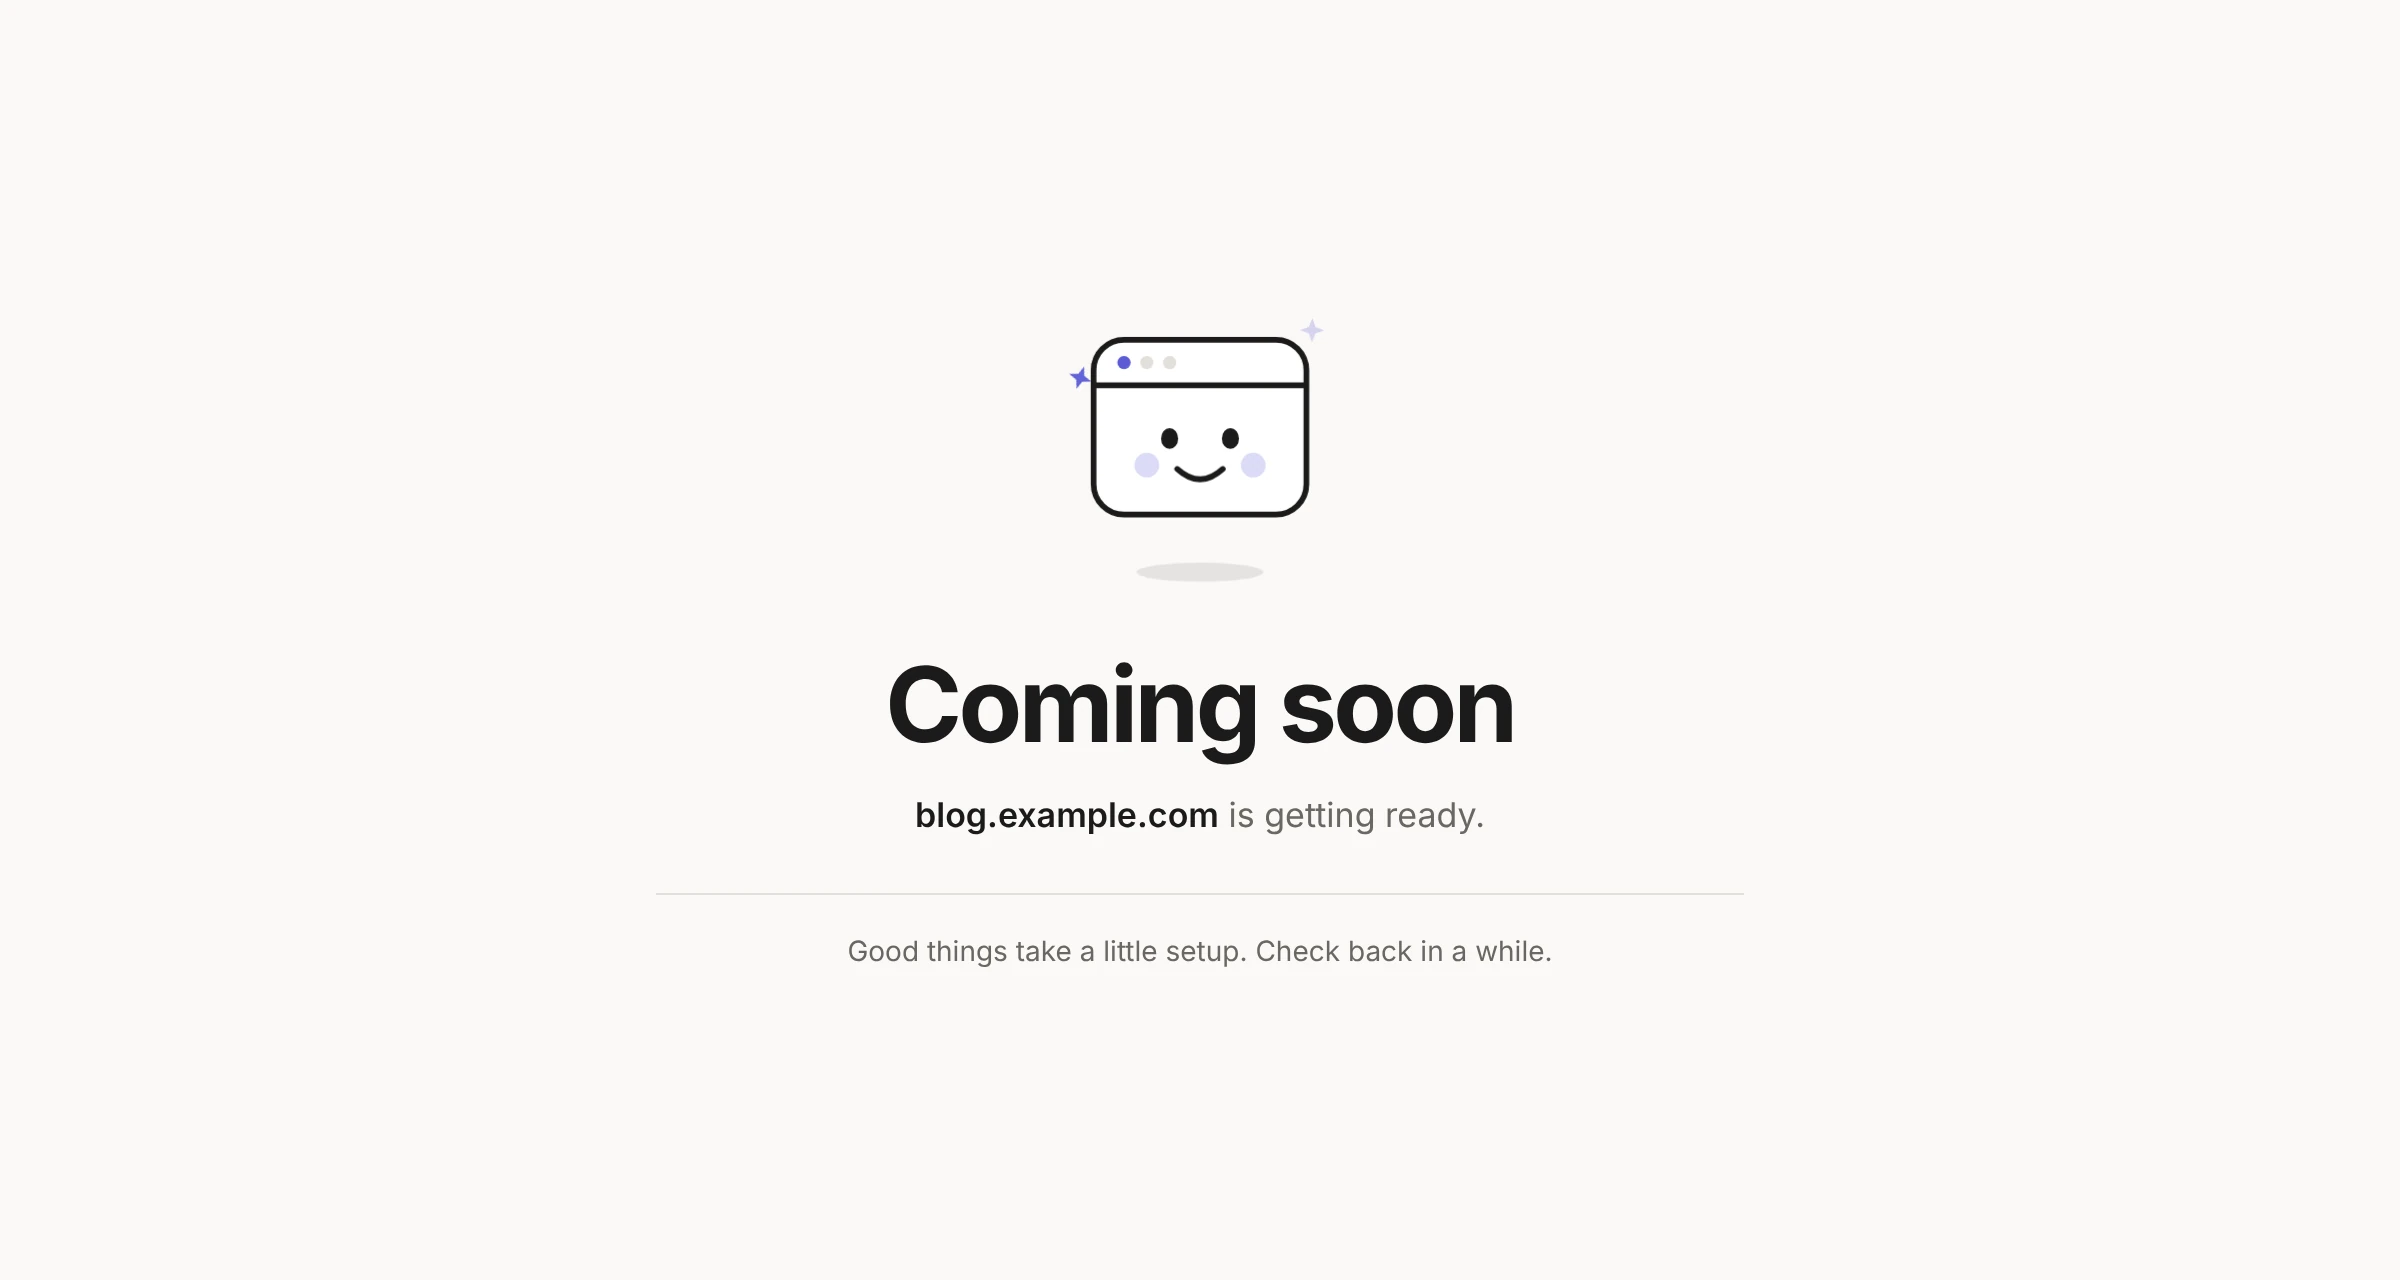 Coming soon
blog.example.com is getting ready.
Good things take a little setup. Check back in a while.